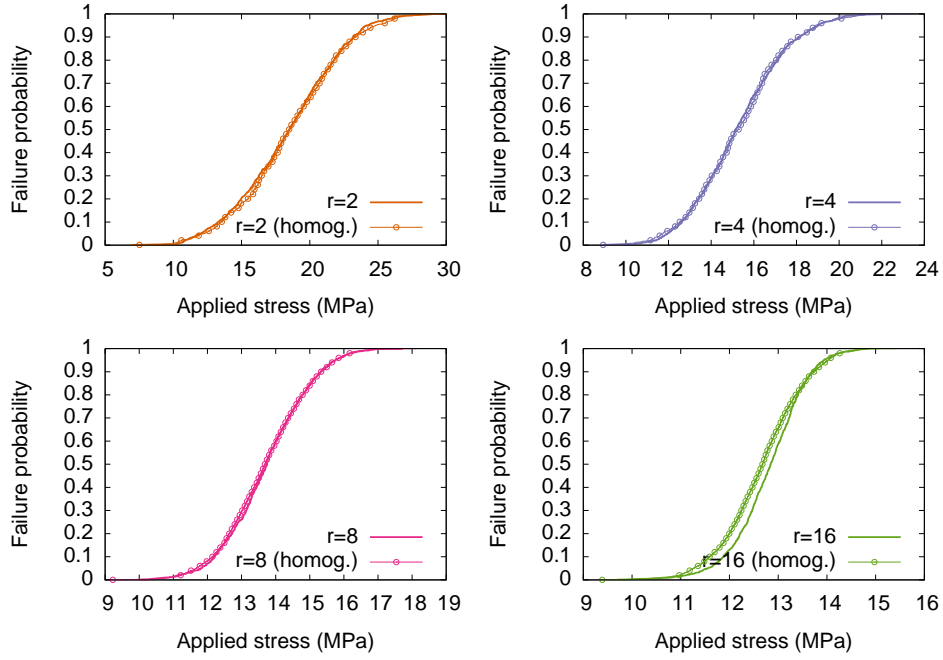 Failure probability
1
0.9
0.8
0.7
0.6
0.5
0.4
0.3
0.2
0.1
0
r=2
r=2 (homog.)
5 10 15 20 25 30
Applied stress (MPa)
Failure probability
1
0.9
0.8
0.7
0.6
0.5
0.4
0.3
0.2
0.1
0
r=4
r=4 (homog.)
8 10 12 14 16 18 20 22 24
Applied stress (MPa)
Failure probability
1
0.9
0.8
0.7
0.6
0.5
0.4
0.3
0.2
0.1
0
r=8
r=8 (homog.)
9 10 11 12 13 14 15 16 17 18 19
Applied stress (MPa)
Failure probability
1
0.9
0.8
0.7
0.6
0.5
0.4
0.3
0.2
0.1
0
r=16
r=16 (homog.)
9 10 11 12 13 14 15 16
Applied stress (MPa)